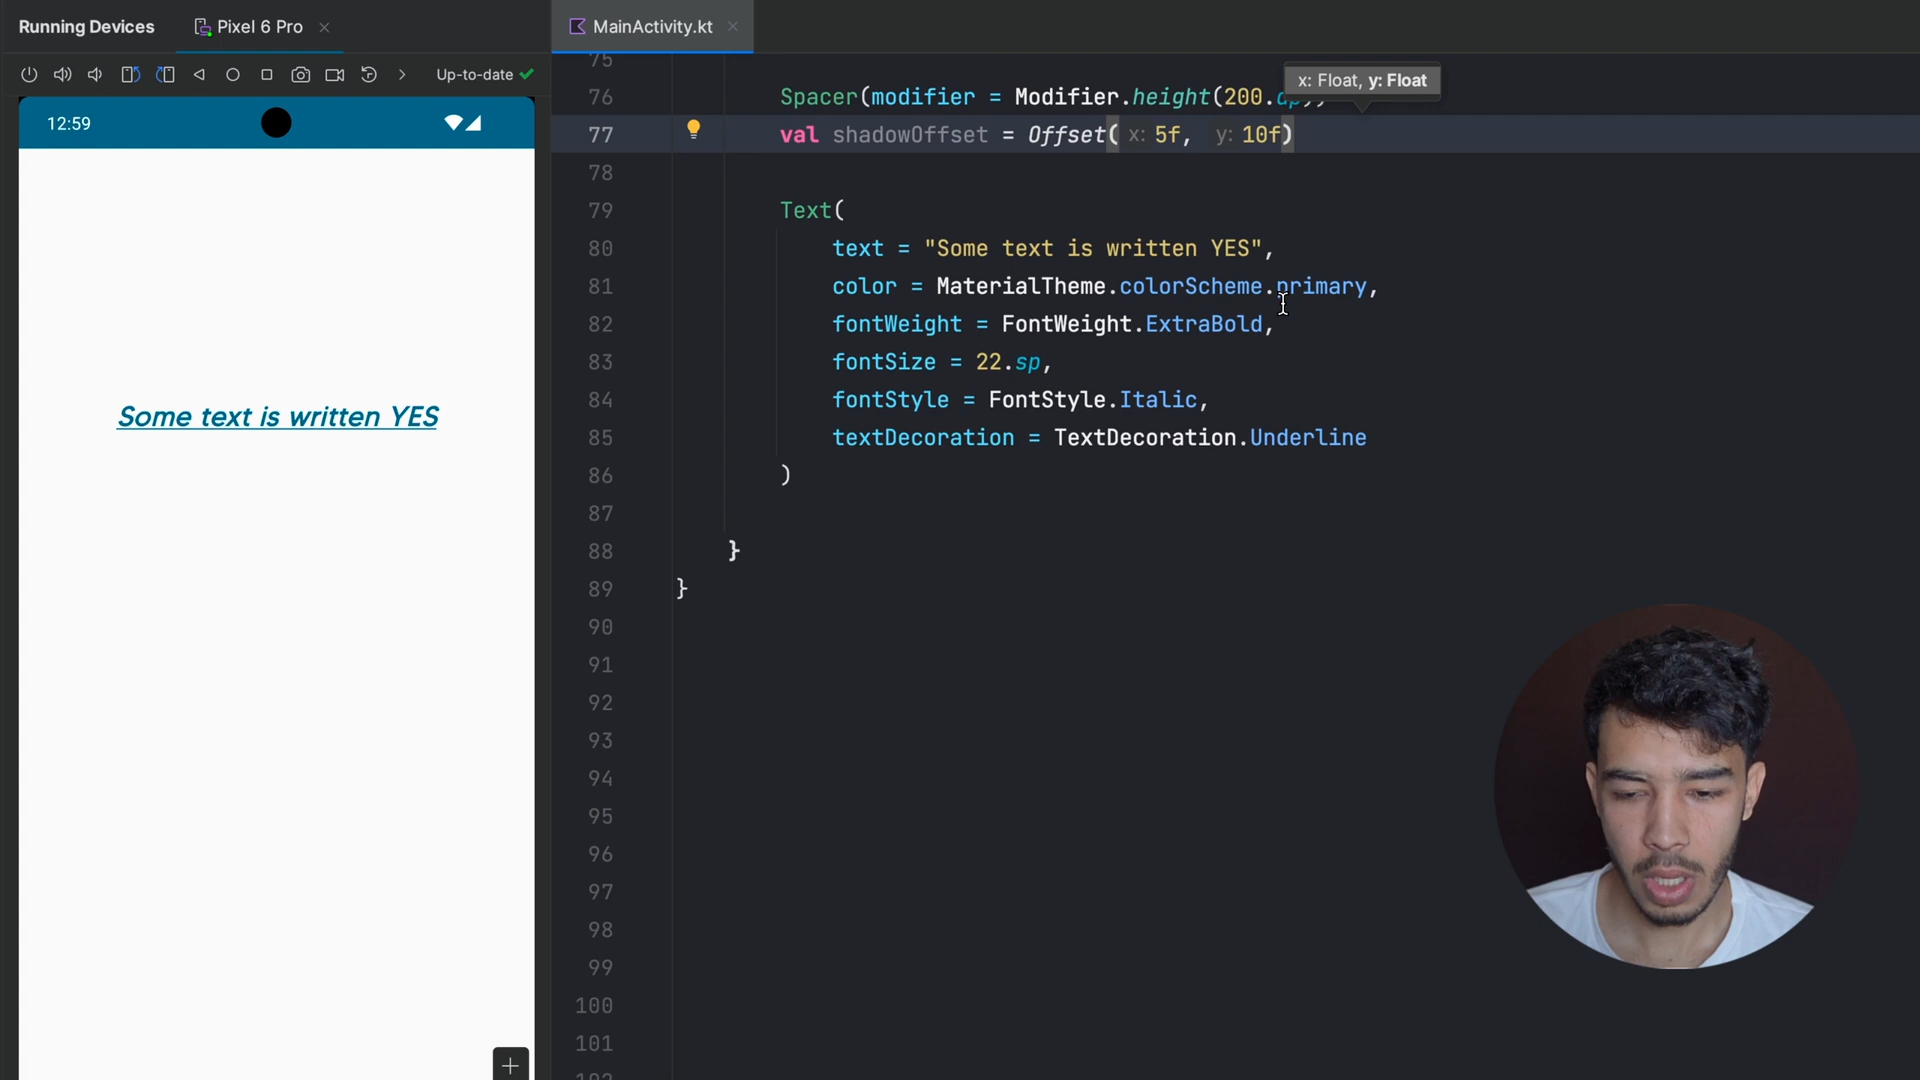 Running Devices
Pixel 6 Pro
MainActivity.kt
Up-to-date
12:59
Some text is written YES
x: Float, y: Float
75
76 Spacer(modifier = Modifier.height(200.dp))
77 val shadowOffset = Offset( x: 5f, y: 10f)
78
79 Text(
80 text = "Some text is written YES",
81 color = MaterialTheme.colorScheme.primary,
82 fontWeight = FontWeight.ExtraBold,
83 fontSize = 22.sp,
84 fontStyle = FontStyle.Italic,
85 textDecoration = TextDecoration.Underline
86 )
87
88 }
89 }
90
91
92
93
94
95
96
97
98
99
100
101